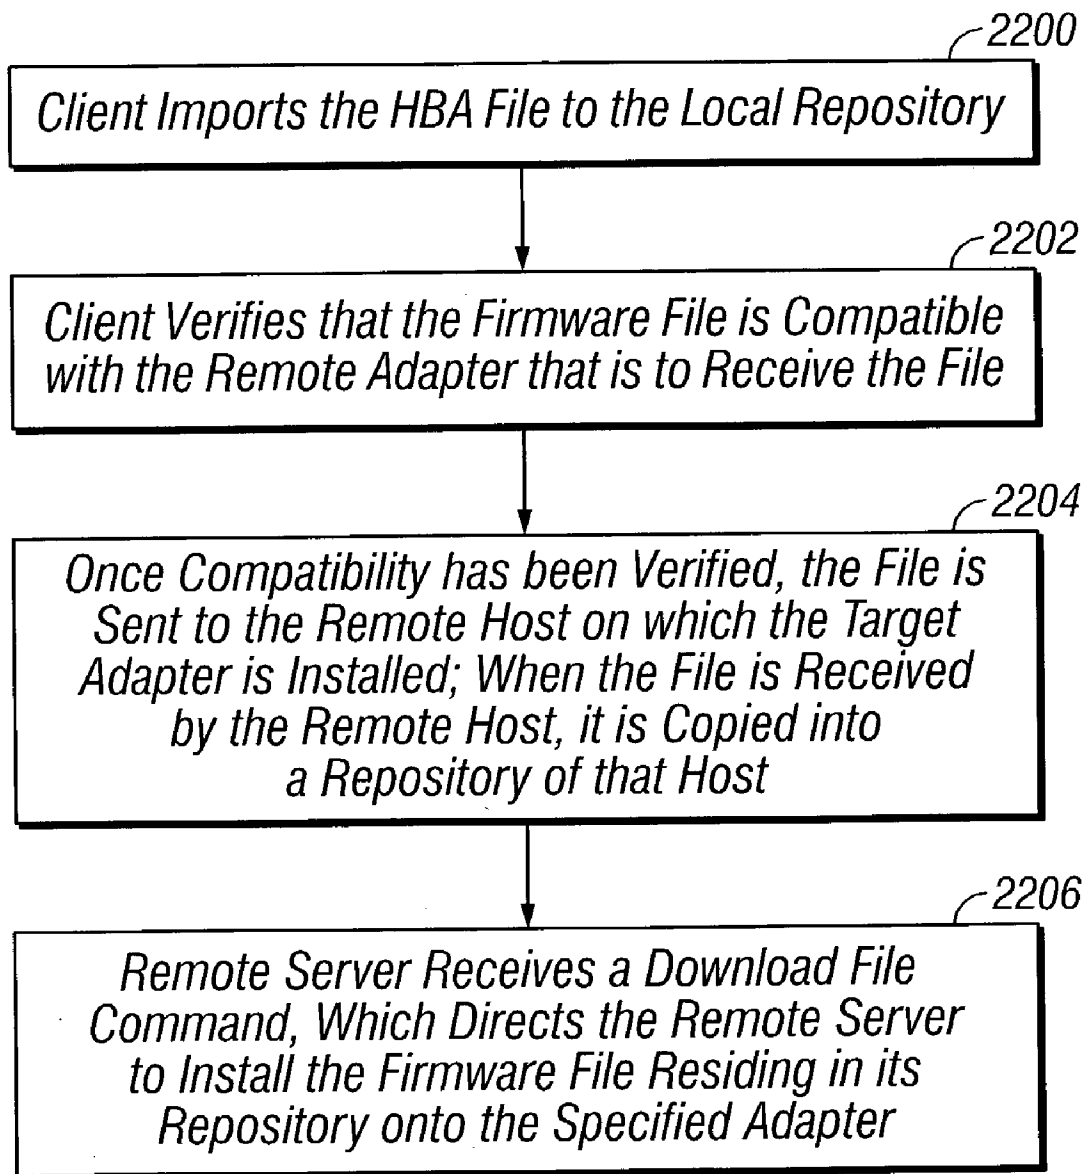 2200
Client Imports the HBA File to the Local Repository
2202
Client Verifies that the Firmware File is Compatible
with the Remote Adapter that is to Receive the File
2204
Once Compatibility has been Verified, the File is
Sent to the Remote Host on which the Target
Adapter is Installed; When the File is Received
by the Remote Host, it is Copied into
a Repository of that Host
2206
Remote Server Receives a Download File
Command, Which Directs the Remote Server
to Install the Firmware File Residing in its
Repository onto the Specified Adapter